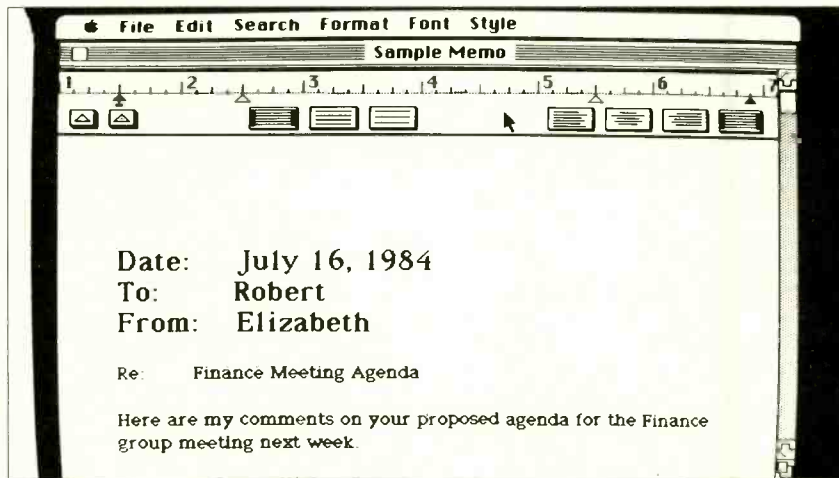 File Edit Search Format Font Style
Sample Memo
1 2 3 4 5 6 7
Date: July 16, 1984
To: Robert
From: Elizabeth
Re: Finance Meeting Agenda
Here are my comments on your proposed agenda for the Finance
group meeting next week.